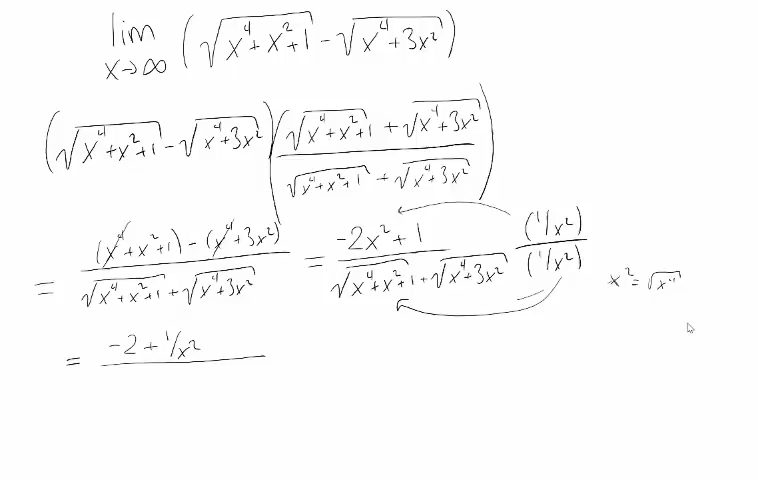 lim x→∞ (√(x⁴+x²+1) - √(x⁴+3x²))
(√(x⁴+x²+1) - √(x⁴+3x²)) ((√(x⁴+x²+1) + √(x⁴+3x²)) / (√(x⁴+x²+1) + √(x⁴+3x²)))
= ((x⁴+x²+1) - (x⁴+3x²)) / (√(x⁴+x²+1) + √(x⁴+3x²)) = (-2x²+1) / (√(x⁴+x²+1) + √(x⁴+3x²)) (1/x²) / (1/x²) x² = √x⁴
= (-2 + 1/x²) /